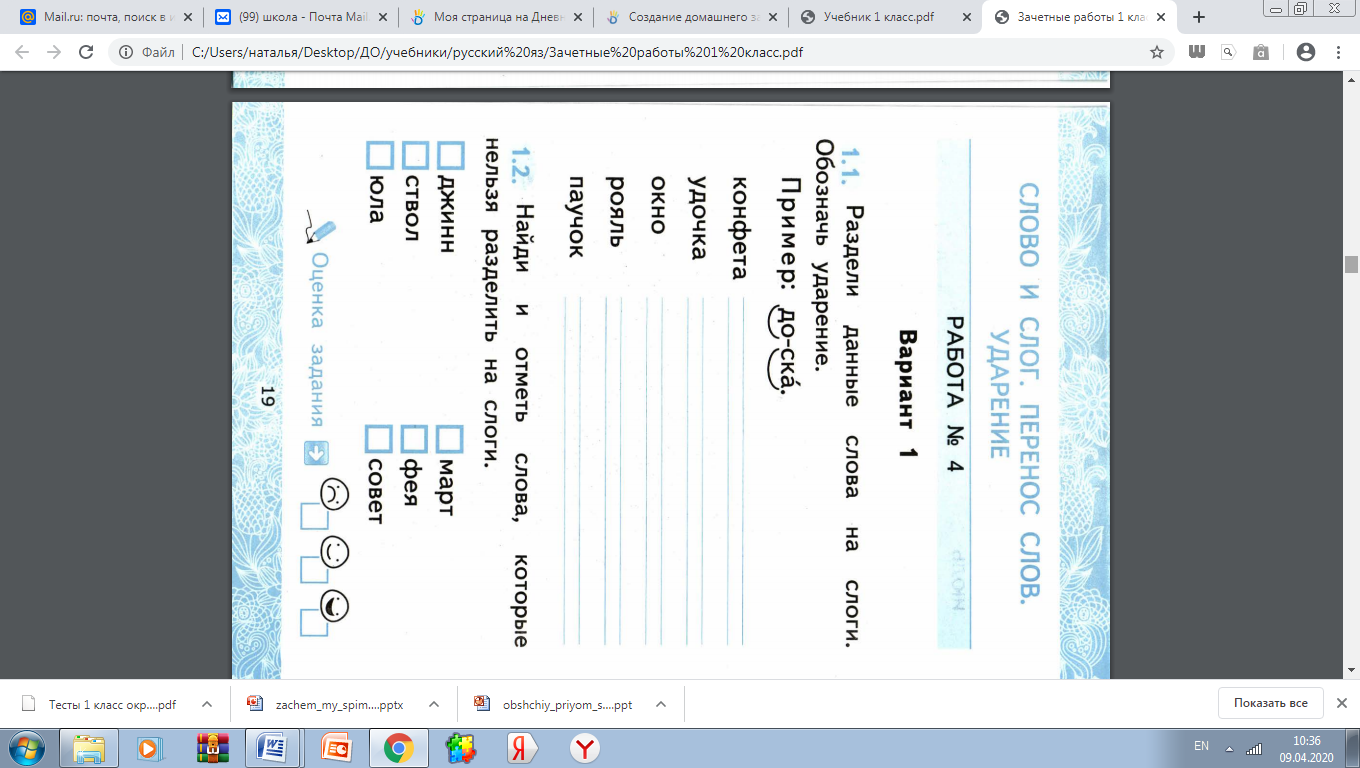 Mail.ru: почта, поиск в и
(99) школа - Почта Mail.
Моя страница на Дневн
Создание домашнего за
Учебник 1 класс.pdf
Зачетные работы 1 клас
Файл
C:/Users/наталья/Desktop/ДО/учебники/русский%20яз/Зачетные%20работы%201%20класс.pdf
СЛОВО И СЛОГ. ПЕРЕНОС СЛОВ.
УДАРЕНИЕ
РАБОТА № 4
Вариант 1
1.1. Раздели данные слова на слоги.
Обозначь ударение.
Пример: до-ска́.
конфета
удочка
окно
рояль
паучок
1.2. Найди и отметь слова, которые
нельзя разделить на слоги.
джинн март
ствол фея
юла совет
Оценка задания
19
Тесты 1 класс окр....pdf
zachem_my_spim....pptx
obshchiy_priyom_s....ppt
Показать все
EN
10:36
09.04.2020